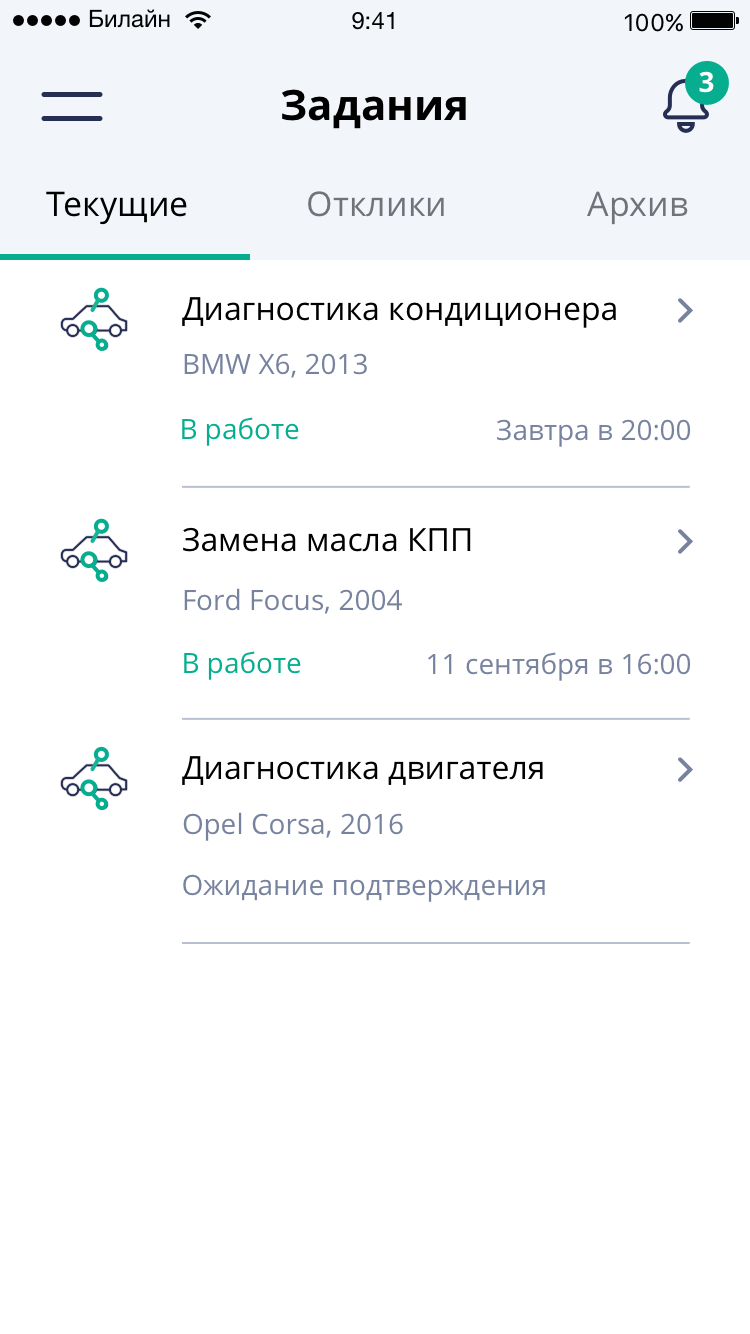 Билайн 9:41 100%
Задания 3
Текущие Отклики Архив
Диагностика кондиционера
BMW X6, 2013
В работе Завтра в 20:00
Замена масла КПП
Ford Focus, 2004
В работе 11 сентября в 16:00
Диагностика двигателя
Opel Corsa, 2016
Ожидание подтверждения